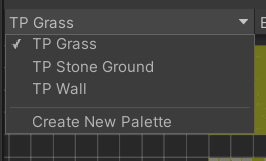 TP Grass
TP Grass
TP Stone Ground
TP Wall
Create New Palette